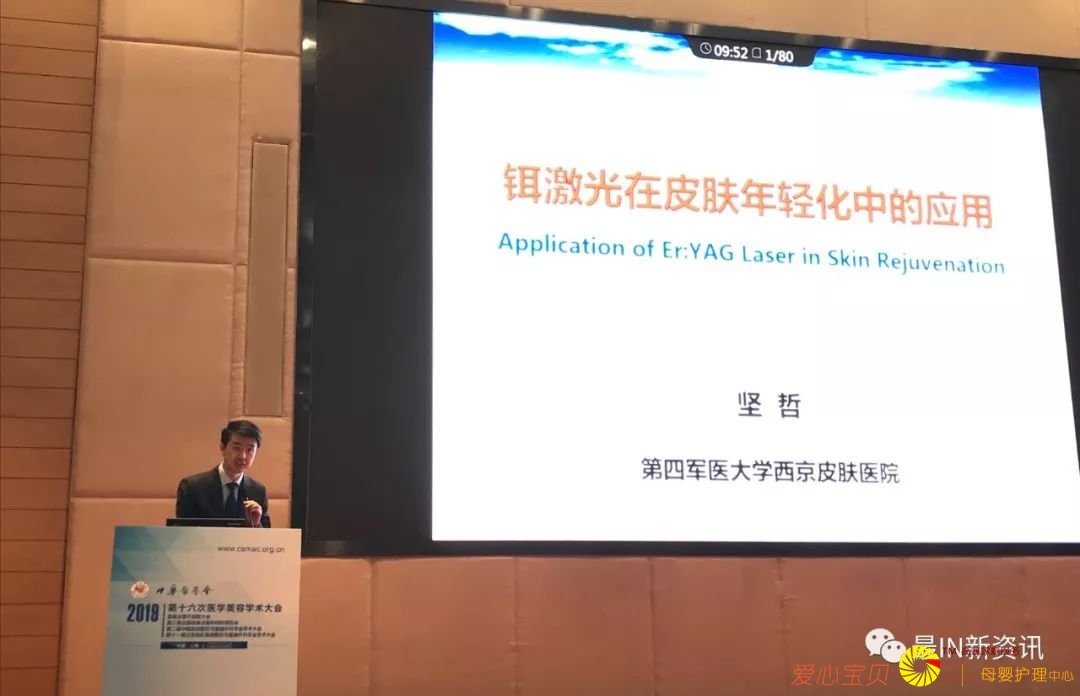 09:52 1/80
铒激光在皮肤年轻化中的应用
Application of Er:YAG Laser in Skin Rejuvenation
坚 哲
第四军医大学西京皮肤医院
www.csmac.org.cn
中华医学会
2019
第十六次医学美容学术大会
最IN新资讯
爱心宝贝
母婴护理中心